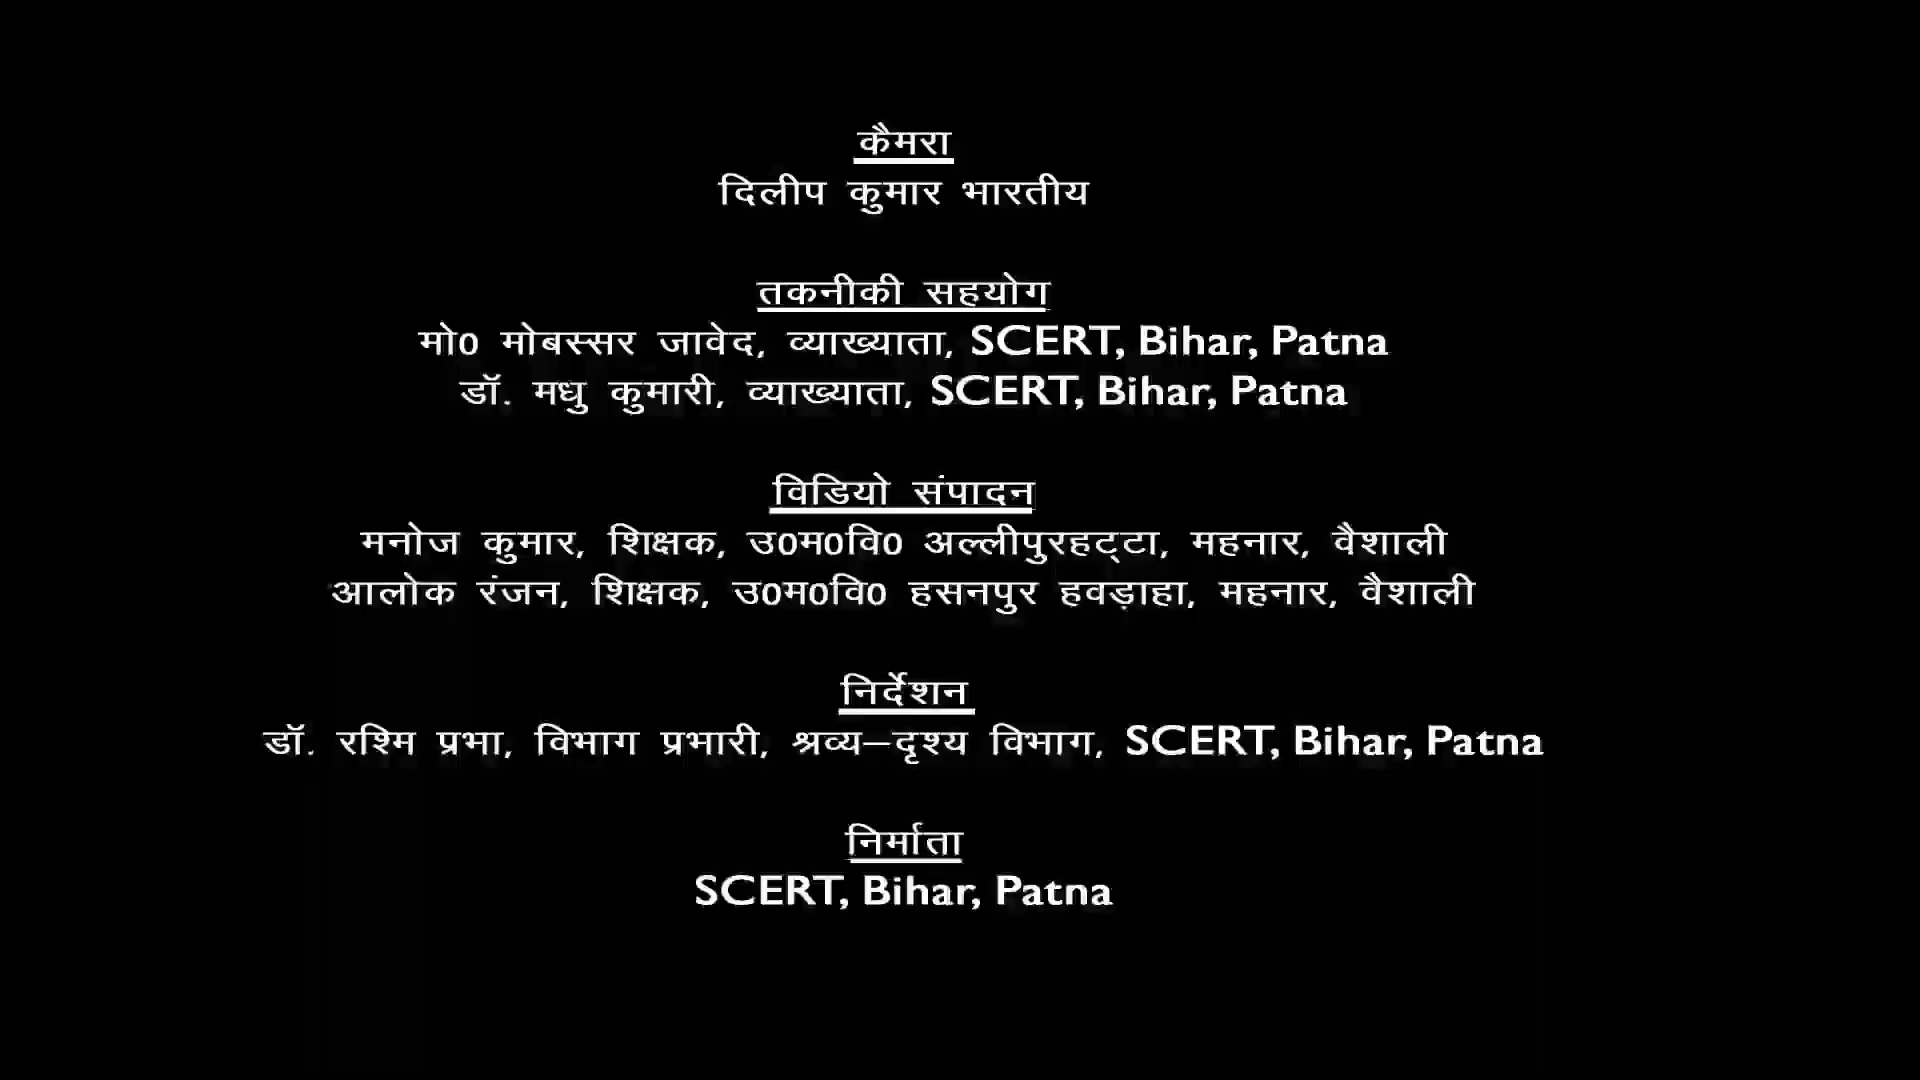 कैमरा
दिलीप कुमार भारतीय
तकनीकी सहयोग
मो0 मोबस्सर जावेद, व्याख्याता, SCERT, Bihar, Patna
डॉ. मधु कुमारी, व्याख्याता, SCERT, Bihar, Patna
विडियो संपादन
मनोज कुमार, शिक्षक, उ0म0वि0 अल्लीपुरहट्टा, महनार, वैशाली
आलोक रंजन, शिक्षक, उ0म0वि0 हसनपुर हवड़ाहा, महनार, वैशाली
निर्देशन
डॉ. रश्मि प्रभा, विभाग प्रभारी, श्रव्य–दृश्य विभाग, SCERT, Bihar, Patna
निर्माता
SCERT, Bihar, Patna